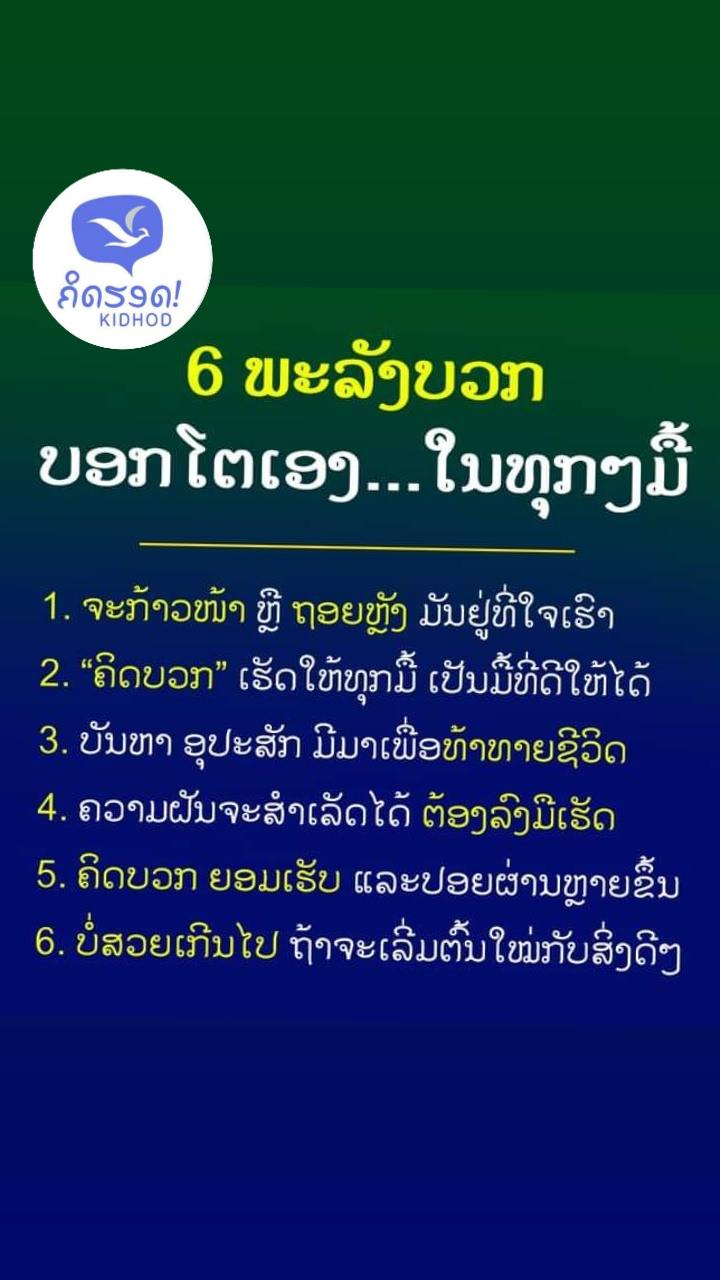 ຄິດຮອດ!
KIDHOD
6 ພະລັງບວກ
ບອກໂຕເອງ...ໃນທຸກໆມື້
1. ຈະກ້າວໜ້າ ຫຼື ຖອຍຫຼັງ ມັນຢູ່ທີ່ໃຈເຮົາ
2. “ຄິດບວກ” ເຮັດໃຫ້ທຸກມື້ ເປັນມື້ທີ່ດີໃຫ້ໄດ້
3. ບັນຫາ ອຸປະສັກ ມີມາເພື່ອທ້າທາຍຊີວິດ
4. ຄວາມຝັນຈະສຳເລັດໄດ້ ຕ້ອງລົງມືເຮັດ
5. ຄິດບວກ ຍອມເຮັບ ແລະປອຍຜ່ານຫຼາຍຂຶ້ນ
6. ບໍ່ສວຍເກີນໄປ ຖ້າຈະເລີ່ມຕົ້ນໃໝ່ກັບສິ່ງດີໆ